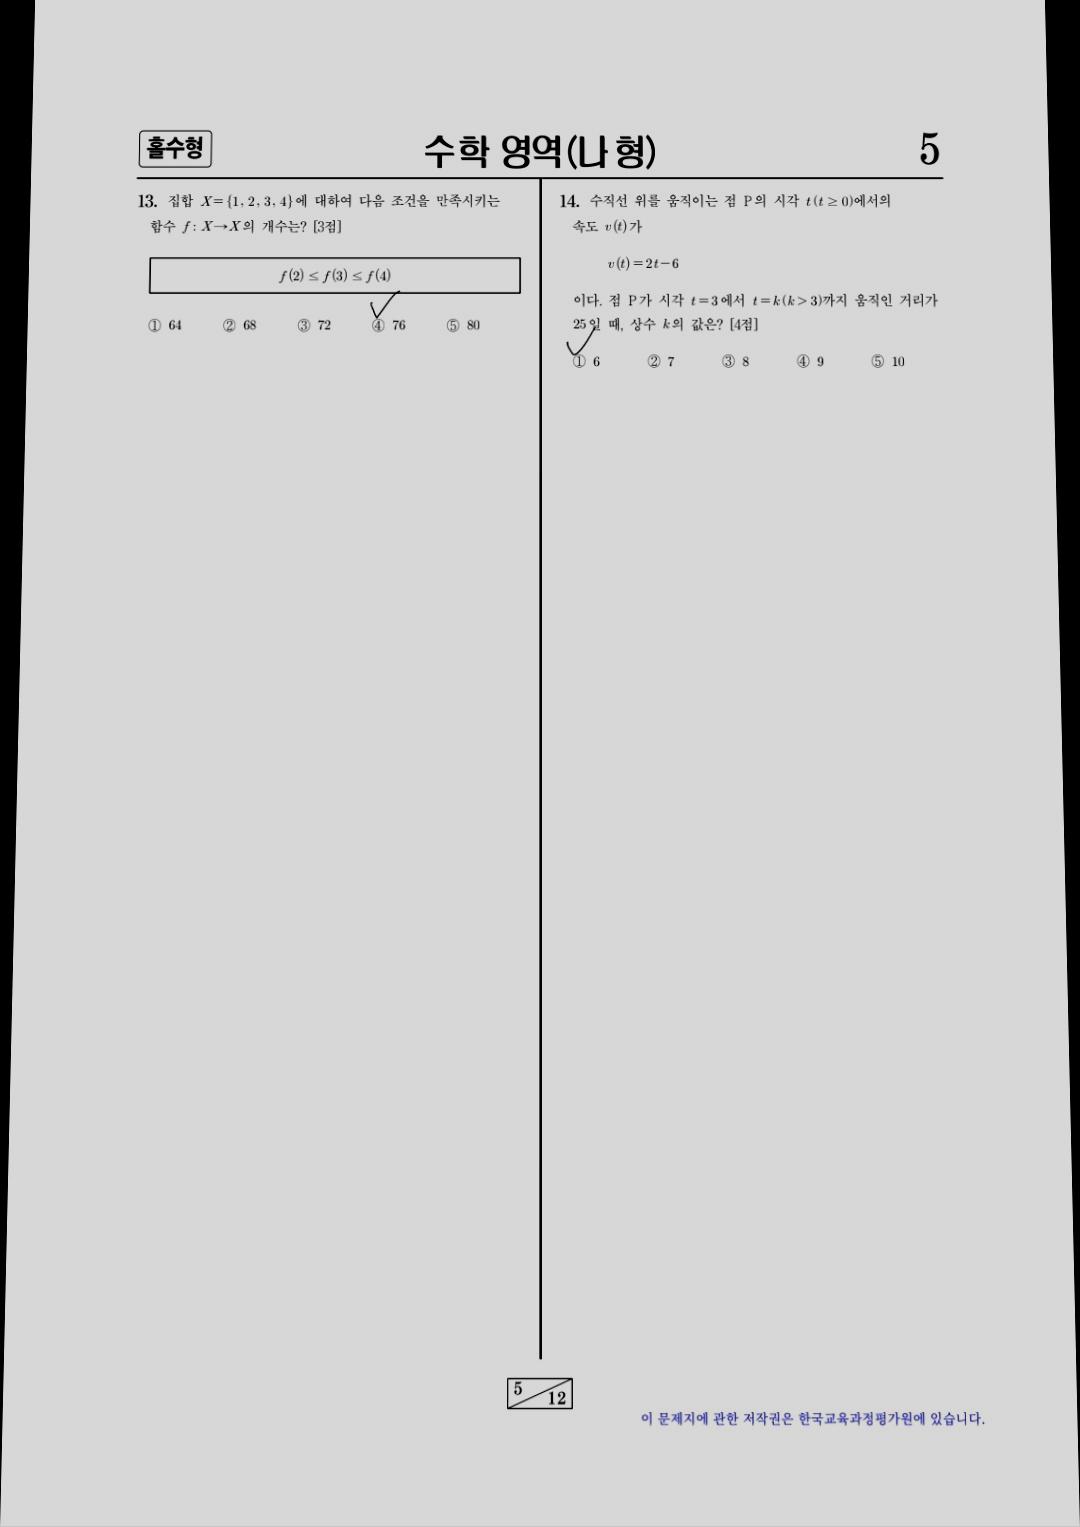 홀수형
수학 영역(나 형)
5
13. 집합 X={1, 2, 3, 4}에 대하여 다음 조건을 만족시키는
함수 f : X→X의 개수는? [3점]
f(2) ≤ f(3) ≤ f(4)
① 64 ② 68 ③ 72 ④ 76 ⑤ 80
14. 수직선 위를 움직이는 점 P의 시각 t(t ≥ 0)에서의
속도 v(t)가
v(t)=2t-6
이다. 점 P가 시각 t=3에서 t=k(k>3)까지 움직인 거리가
25일 때, 상수 k의 값은? [4점]
① 6 ② 7 ③ 8 ④ 9 ⑤ 10
5
12
이 문제지에 관한 저작권은 한국교육과정평가원에 있습니다.